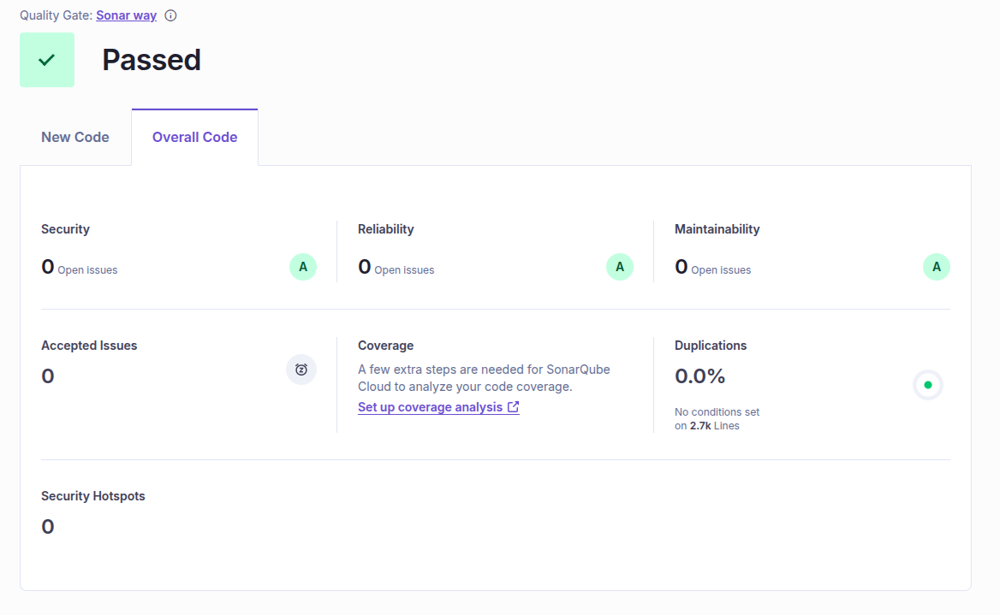 Quality Gate: Sonar way
Passed
New Code
Overall Code
Security
0 Open issues
A
Reliability
0 Open issues
A
Maintainability
0 Open issues
A
Accepted Issues
0
Coverage
A few extra steps are needed for SonarQube
Cloud to analyze your code coverage.
Set up coverage analysis
Duplications
0.0%
No conditions set
on 2.7k Lines
Security Hotspots
0